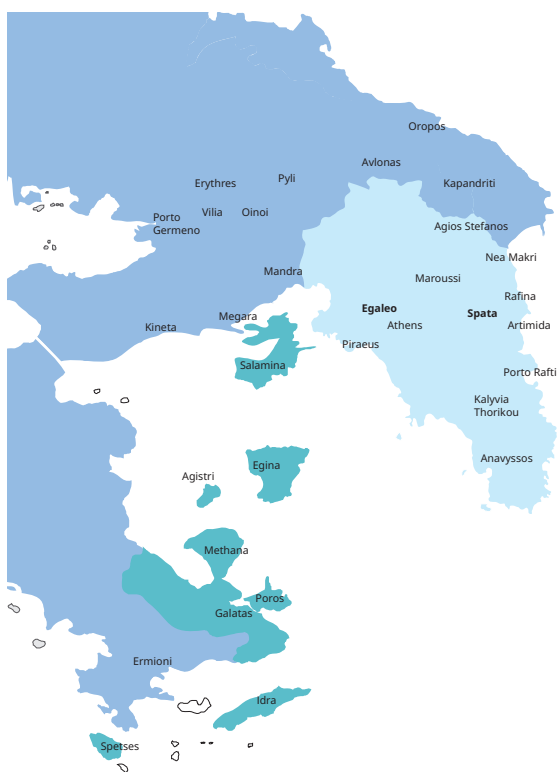 Oropos
Avlonas
Pyli
Erythres
Kapandriti
Vilia
Oinoi
Porto
Germeno
Agios Stefanos
Nea Makri
Mandra
Maroussi
Rafina
Egaleo
Spata
Megara
Kineta
Athens
Artimida
Piraeus
Salamina
Porto Rafti
Kalyvia
Thorikou
Anavyssos
Egina
Agistri
Methana
Poros
Galatas
Ermioni
Idra
Spetses